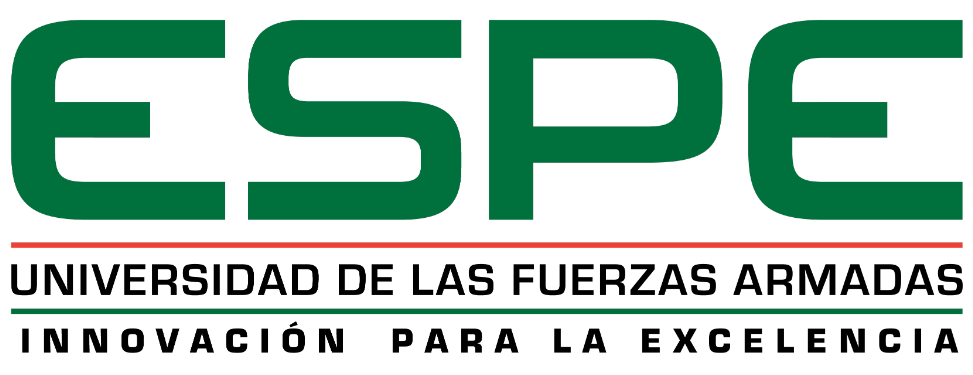 ESPE
UNIVERSIDAD DE LAS FUERZAS ARMADAS
INNOVACIÓN PARA LA EXCELENCIA